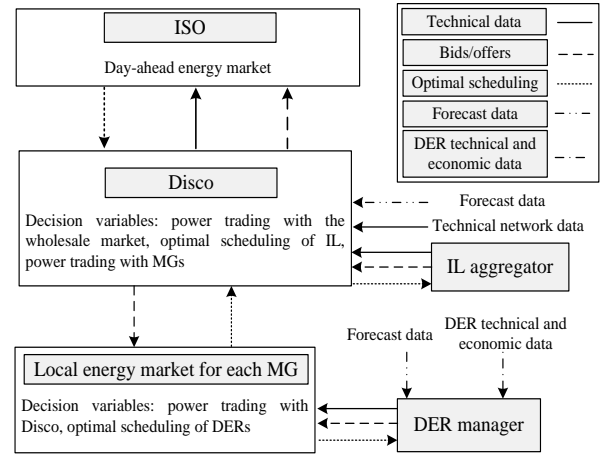 ISO
Day-ahead energy market
Technical data
Bids/offers
Optimal scheduling
Forecast data
DER technical and
economic data
Disco
Decision variables: power trading with the
wholesale market, optimal scheduling of IL,
power trading with MGs
Forecast data
Technical network data
IL aggregator
Local energy market for each MG
Decision variables: power trading with
Disco, optimal scheduling of DERs
Forecast data
DER technical and
economic data
DER manager